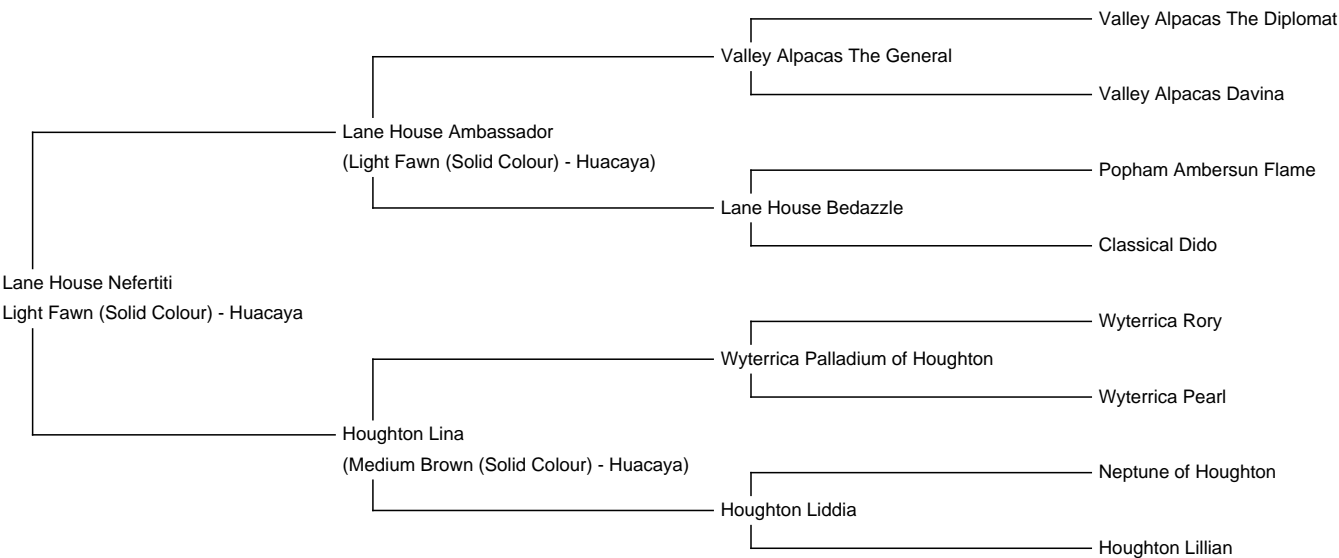 Valley Alpacas The Diplomat
Valley Alpacas The General
Valley Alpacas Davina
Lane House Ambassador
(Light Fawn (Solid Colour) - Huacaya)
Popham Ambersun Flame
Lane House Bedazzle
Classical Dido
Lane House Nefertiti
Light Fawn (Solid Colour) - Huacaya
Wyterrica Rory
Wyterrica Palladium of Houghton
Wyterrica Pearl
Houghton Lina
(Medium Brown (Solid Colour) - Huacaya)
Neptune of Houghton
Houghton Liddia
Houghton Lillian